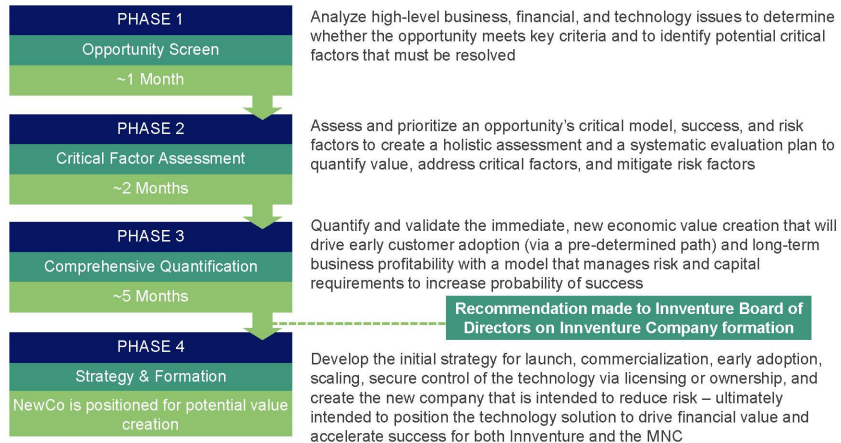 PHASE 1
Opportunity Screen
~1 Month
Analyze high-level business, financial, and technology issues to determine
whether the opportunity meets key criteria and to identify potential critical
factors that must be resolved
PHASE 2
Critical Factor Assessment
~2 Months
Assess and prioritize an opportunity’s critical model, success, and risk
factors to create a holistic assessment and a systematic evaluation plan to
quantify value, address critical factors, and mitigate risk factors
PHASE 3
Comprehensive Quantification
~5 Months
Quantify and validate the immediate, new economic value creation that will
drive early customer adoption (via a pre-determined path) and long-term
business profitability with a model that manages risk and capital
requirements to increase probability of success
Recommendation made to Innventure Board of
Directors on Innventure Company formation
PHASE 4
Strategy & Formation
NewCo is positioned for potential value
creation
Develop the initial strategy for launch, commercialization, early adoption,
scaling, secure control of the technology via licensing or ownership, and
create the new company that is intended to reduce risk – ultimately
intended to position the technology solution to drive financial value and
accelerate success for both Innventure and the MNC